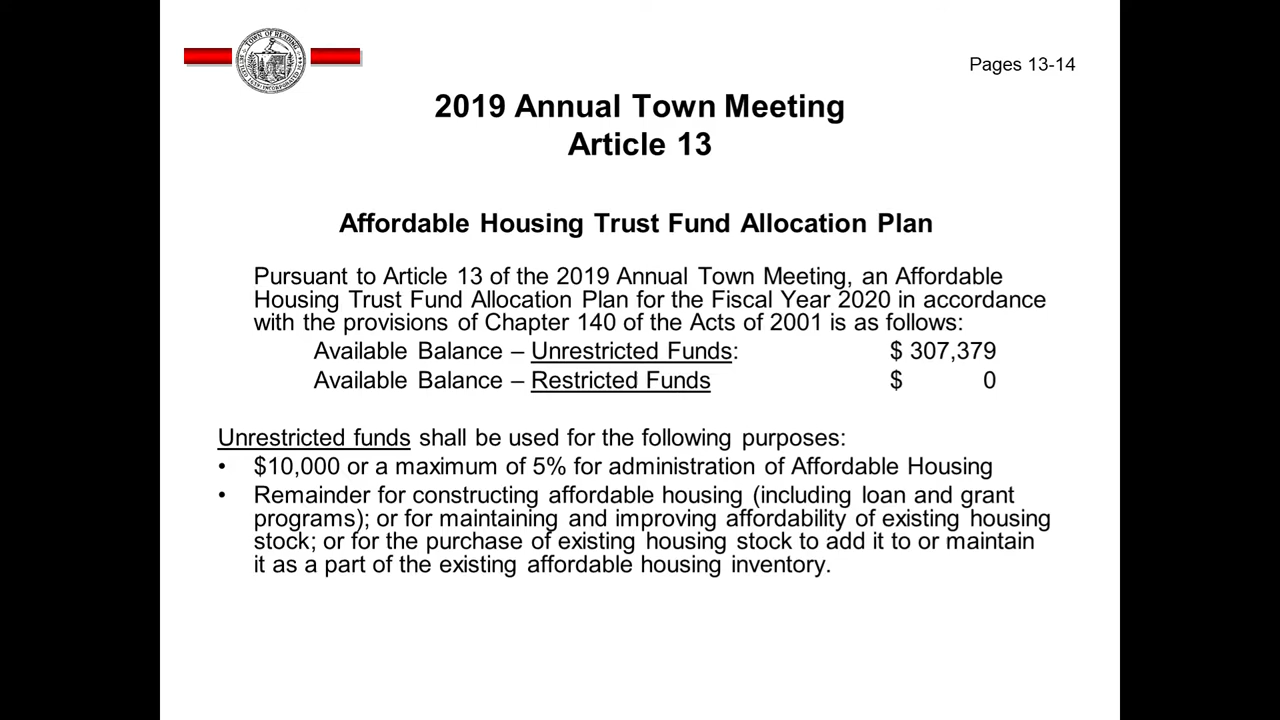 TOWN OF READING
Pages 13-14
2019 Annual Town Meeting
Article 13
Affordable Housing Trust Fund Allocation Plan
Pursuant to Article 13 of the 2019 Annual Town Meeting, an Affordable
Housing Trust Fund Allocation Plan for the Fiscal Year 2020 in accordance
with the provisions of Chapter 140 of the Acts of 2001 is as follows:
Available Balance – Unrestricted Funds: $ 307,379
Available Balance – Restricted Funds $ 0
Unrestricted funds shall be used for the following purposes:
• $10,000 or a maximum of 5% for administration of Affordable Housing
• Remainder for constructing affordable housing (including loan and grant
programs); or for maintaining and improving affordability of existing housing
stock; or for the purchase of existing housing stock to add it to or maintain
it as a part of the existing affordable housing inventory.